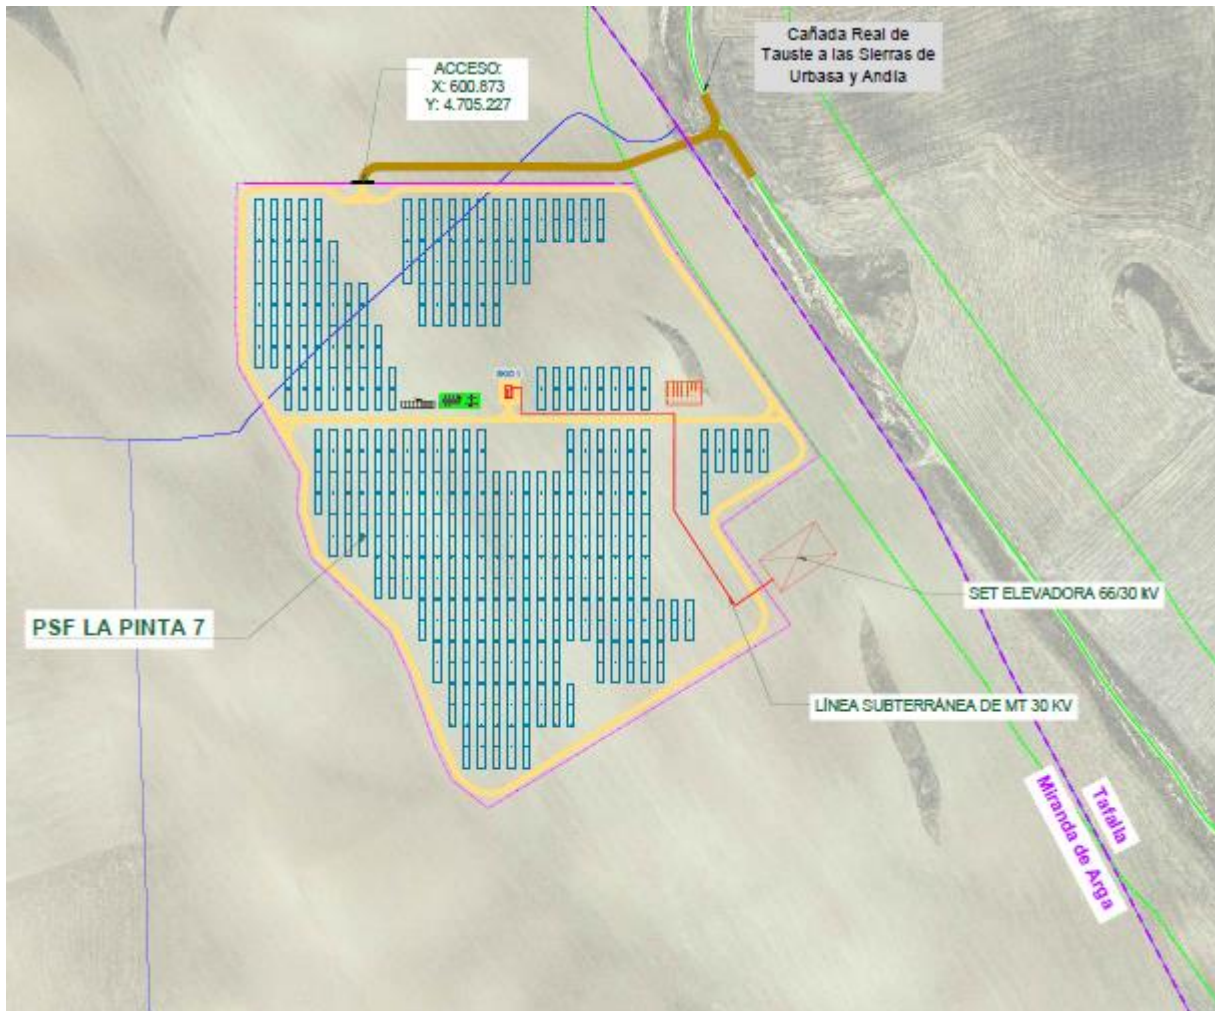 Cañada Real de
Tauste a las Sierras de
Urbasa y Andía
ACCESO:
X: 600.873
Y: 4.705.227
PSF LA PINTA 7
SET ELEVADORA 66/30 kV
LÍNEA SUBTERRÁNEA DE MT 30 KV
Tafalla
Miranda de Arga